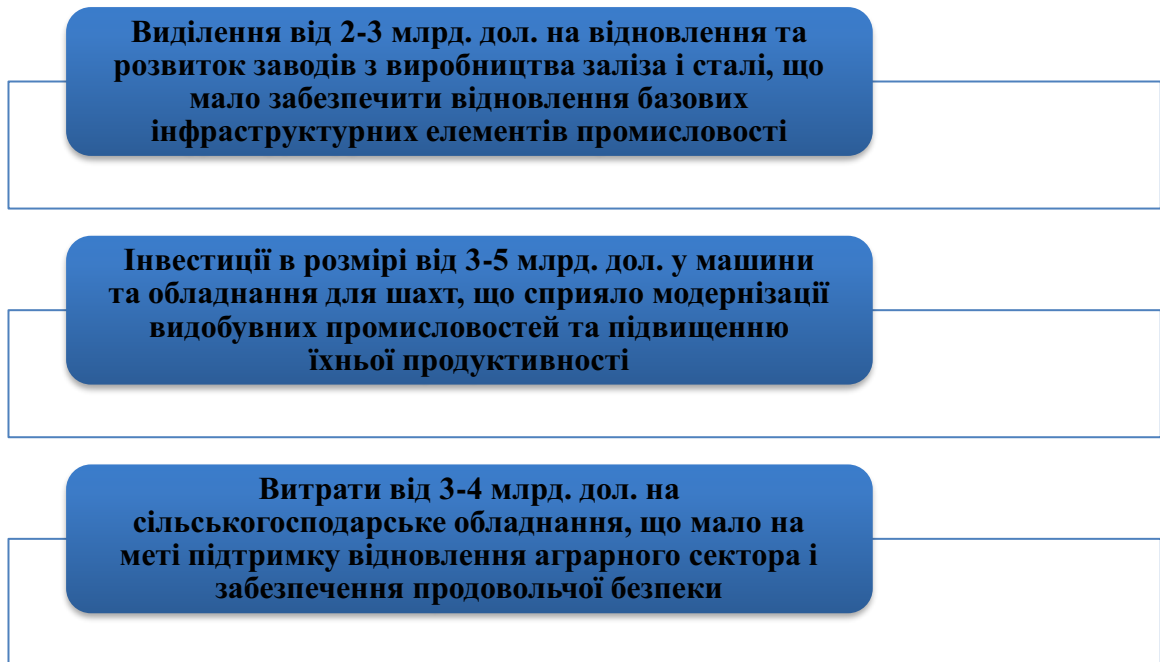 Виділення від 2-3 млрд. дол. на відновлення та
розвиток заводів з виробництва заліза і сталі, що
мало забезпечити відновлення базових
інфраструктурних елементів промисловості
Інвестиції в розмірі від 3-5 млрд. дол. у машини
та обладнання для шахт, що сприяло модернізації
видобувних промисловостей та підвищенню
їхньої продуктивності
Витрати від 3-4 млрд. дол. на
сільськогосподарське обладнання, що мало на
меті підтримку відновлення аграрного сектора і
забезпечення продовольчої безпеки